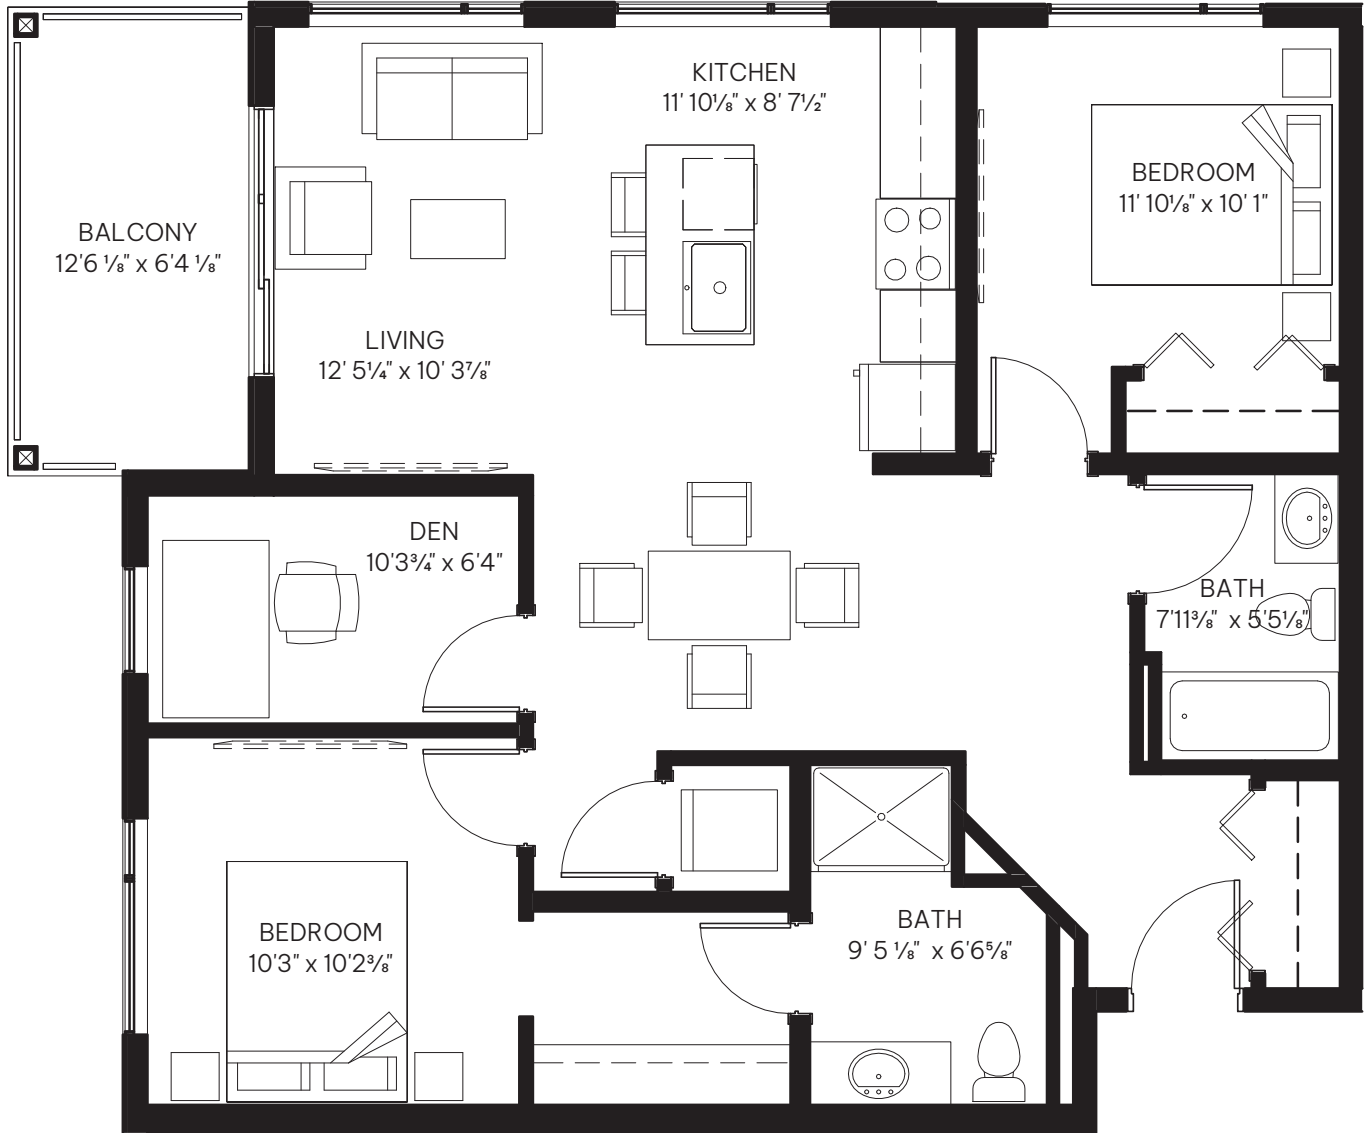 KITCHEN
11' 10⅛" x 8' 7½"
BEDROOM
11' 10⅛" x 10' 1"
BALCONY
12'6 ⅛" x 6'4 ⅛"
LIVING
12' 5¼" x 10' 3⅞"
DEN
10'3¾" x 6'4"
BATH
7'11⅜" x 5'5⅛"
BEDROOM
10'3" x 10'2⅜"
BATH
9' 5 ⅛" x 6'6⅝"